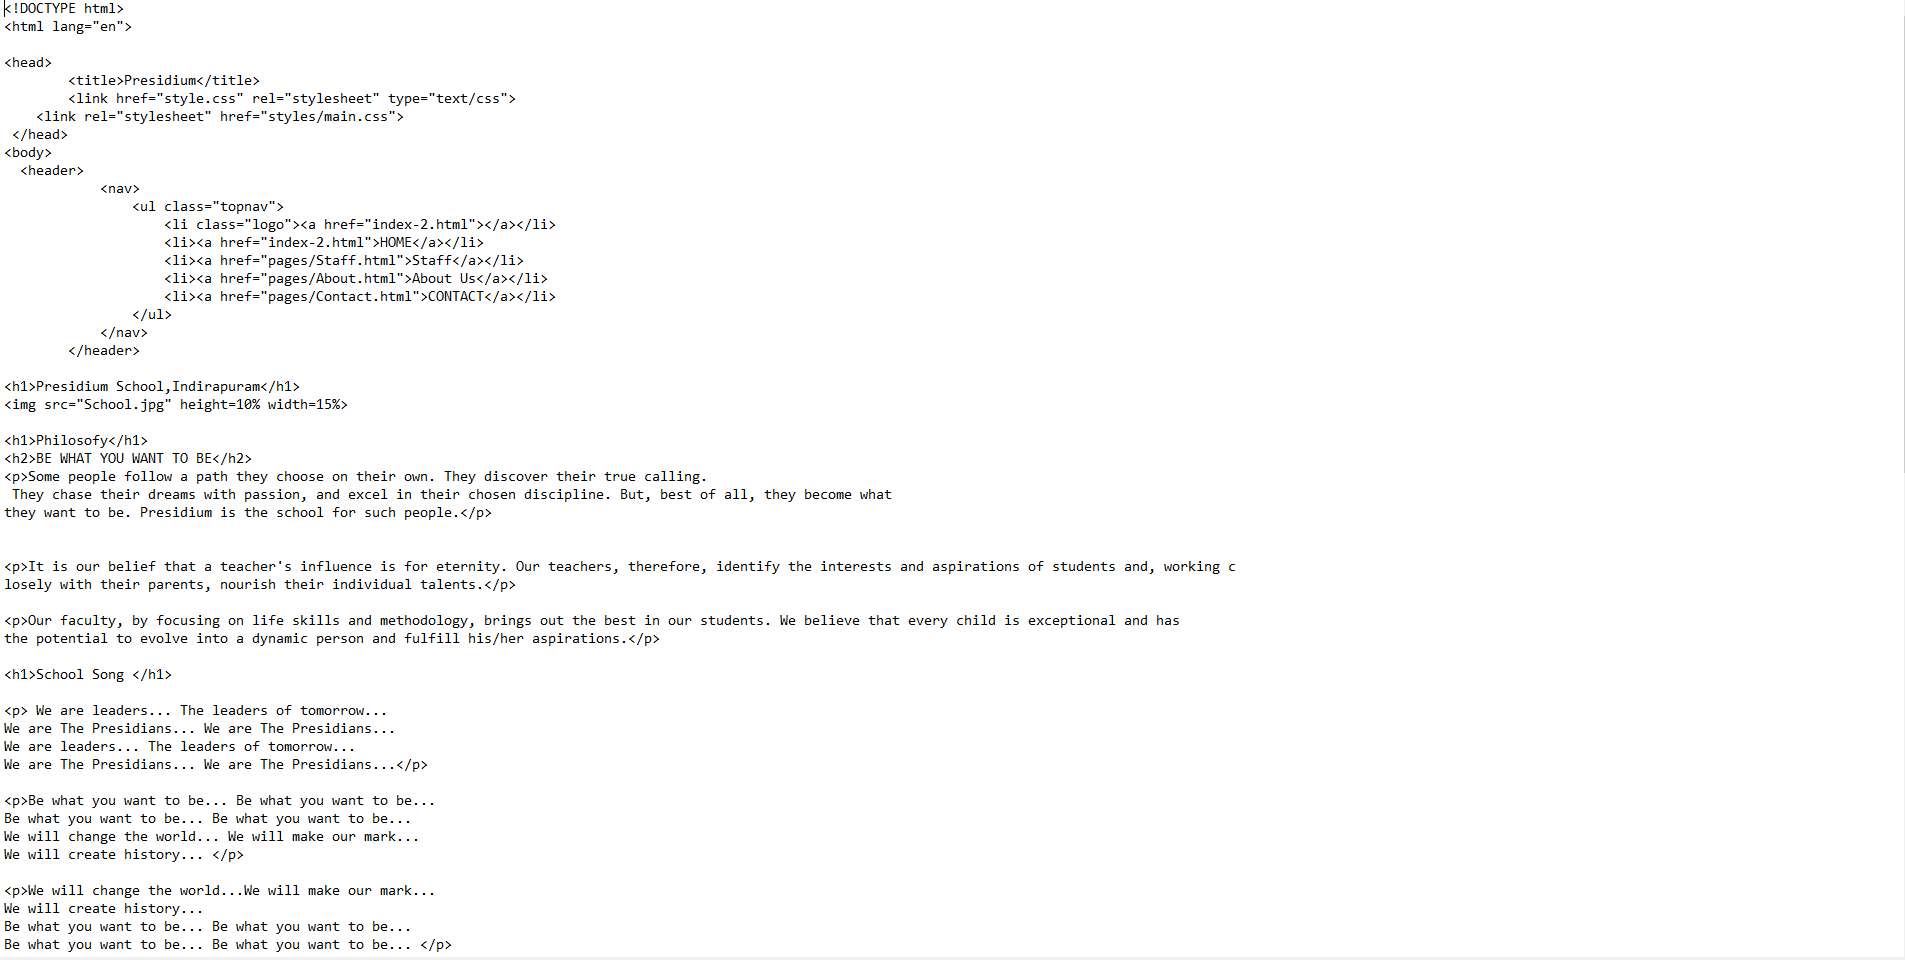 <!DOCTYPE html>
<html lang="en">
<head>
<title>Presidium</title>
<link href="style.css" rel="stylesheet" type="text/css">
<link rel="stylesheet" href="styles/main.css">
</head>
<body>
<header>
<nav>
<ul class="topnav">
<li class="logo"><a href="index-2.html"></a></li>
<li><a href="index-2.html">HOME</a></li>
<li><a href="pages/Staff.html">Staff</a></li>
<li><a href="pages/About.html">About Us</a></li>
<li><a href="pages/Contact.html">CONTACT</a></li>
</ul>
</nav>
</header>
<h1>Presidium School,Indirapuram</h1>
<img src="School.jpg" height=10% width=15%>
<h1>Philosofy</h1>
<h2>BE WHAT YOU WANT TO BE</h2>
<p>Some people follow a path they choose on their own. They discover their true calling.
They chase their dreams with passion, and excel in their chosen discipline. But, best of all, they become what
they want to be. Presidium is the school for such people.</p>
<p>It is our belief that a teacher's influence is for eternity. Our teachers, therefore, identify the interests and aspirations of students and, working c
losely with their parents, nourish their individual talents.</p>
<p>Our faculty, by focusing on life skills and methodology, brings out the best in our students. We believe that every child is exceptional and has
the potential to evolve into a dynamic person and fulfill his/her aspirations.</p>
<h1>School Song </h1>
<p> We are leaders... The leaders of tomorrow...
We are The Presidians... We are The Presidians...
We are leaders... The leaders of tomorrow...
We are The Presidians... We are The Presidians...</p>
<p>Be what you want to be... Be what you want to be...
Be what you want to be... Be what you want to be...
We will change the world... We will make our mark...
We will create history... </p>
<p>We will change the world...We will make our mark...
We will create history...
Be what you want to be... Be what you want to be...
Be what you want to be... Be what you want to be... </p>